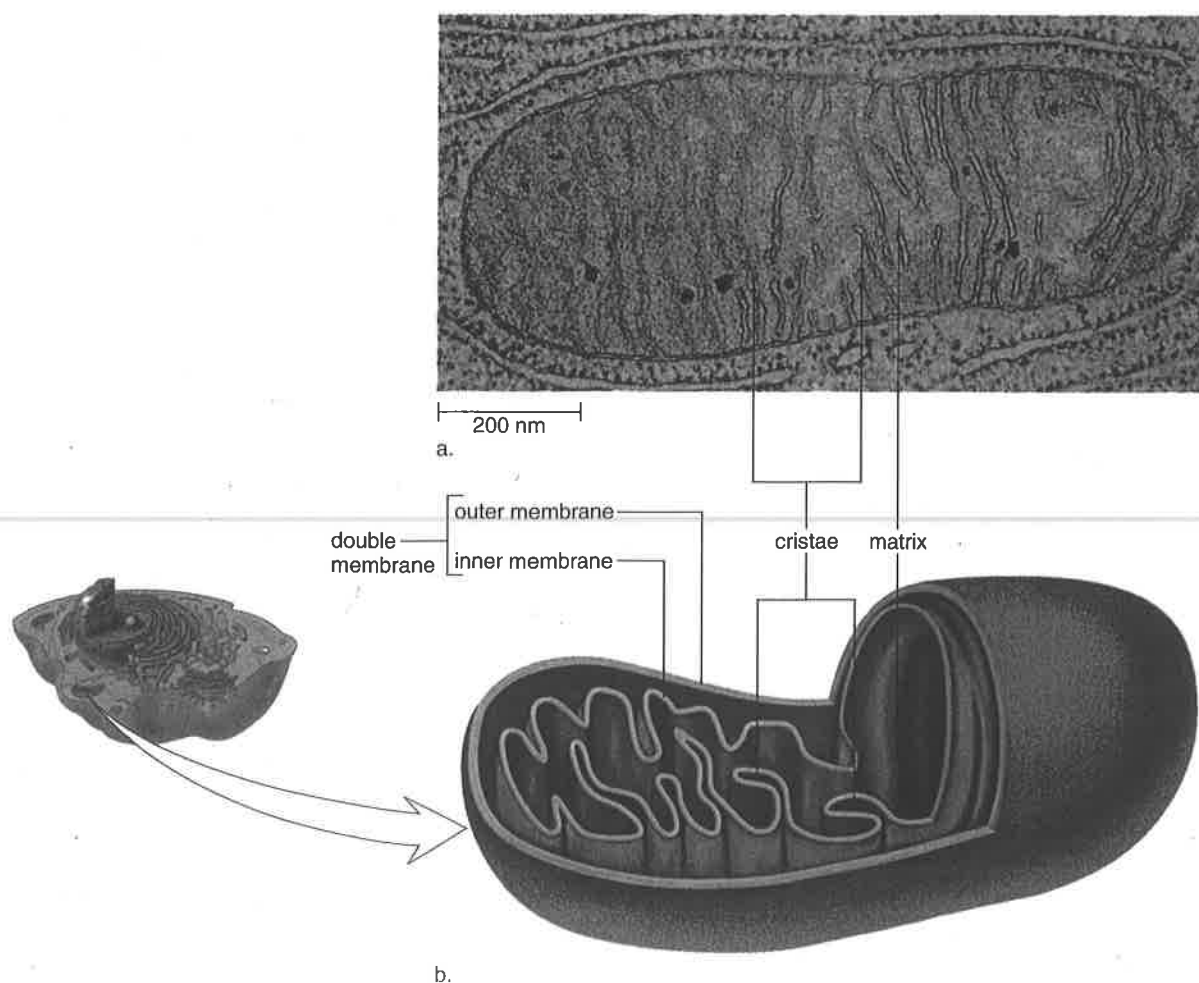 200 nm
a.
outer membrane
double
membrane
inner membrane
cristae
matrix
b.